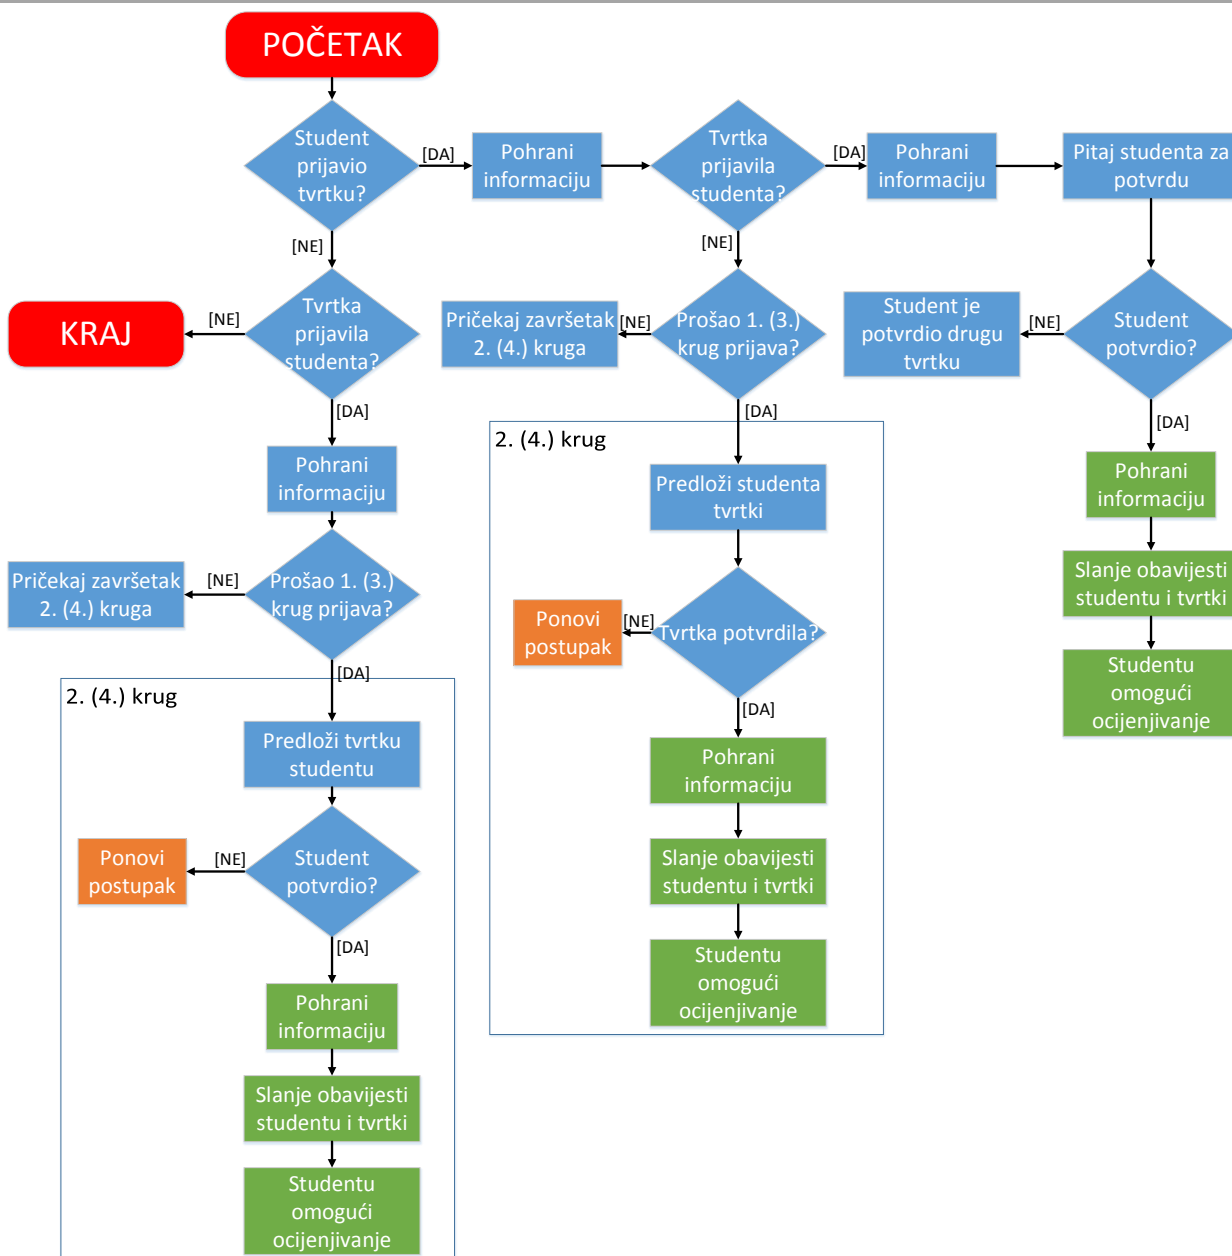 POČETAK
Student
prijavio
tvrtku?
[DA]
Pohrani
informaciju
Tvrtka
prijavila
studenta?
[DA]
Pohrani
informaciju
Pitaj studenta za
potvrdu
[NE]
[NE]
KRAJ
[NE]
Tvrtka
prijavila
studenta?
Pričekaj završetak
2. (4.) kruga
[NE]
Prošao 1. (3.)
krug prijava?
Student je
potvrdio drugu
tvrtku
[NE]
Student
potvrdio?
[DA]
[DA]
[DA]
2. (4.) krug
Pohrani
informaciju
Predloži studenta
tvrtki
Pohrani
informaciju
Pričekaj završetak
2. (4.) kruga
[NE]
Prošao 1. (3.)
krug prijava?
Ponovi
postupak
[NE]
Tvrtka potvrdila?
Slanje obavijesti
studentu i tvrtki
Studentu
omogući
ocijenjivanje
[DA]
2. (4.) krug
Predloži tvrtku
studentu
[DA]
Pohrani
informaciju
Ponovi
postupak
[NE]
Student
potvrdio?
Slanje obavijesti
studentu i tvrtki
[DA]
Studentu
omogući
ocijenjivanje
Pohrani
informaciju
Slanje obavijesti
studentu i tvrtki
Studentu
omogući
ocijenjivanje